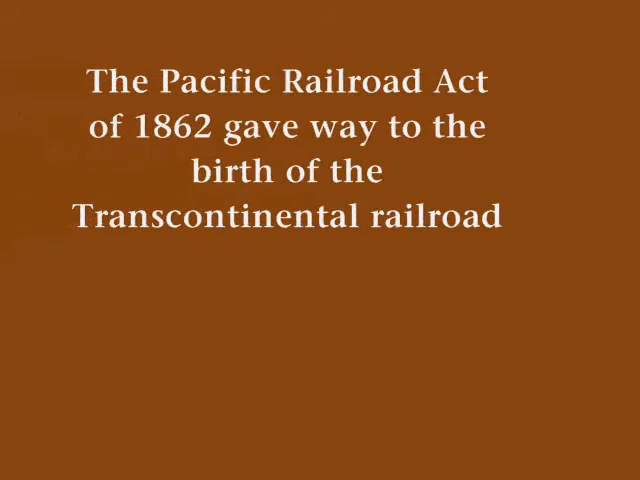 The Pacific Railroad Act
of 1862 gave way to the
birth of the
Transcontinental railroad